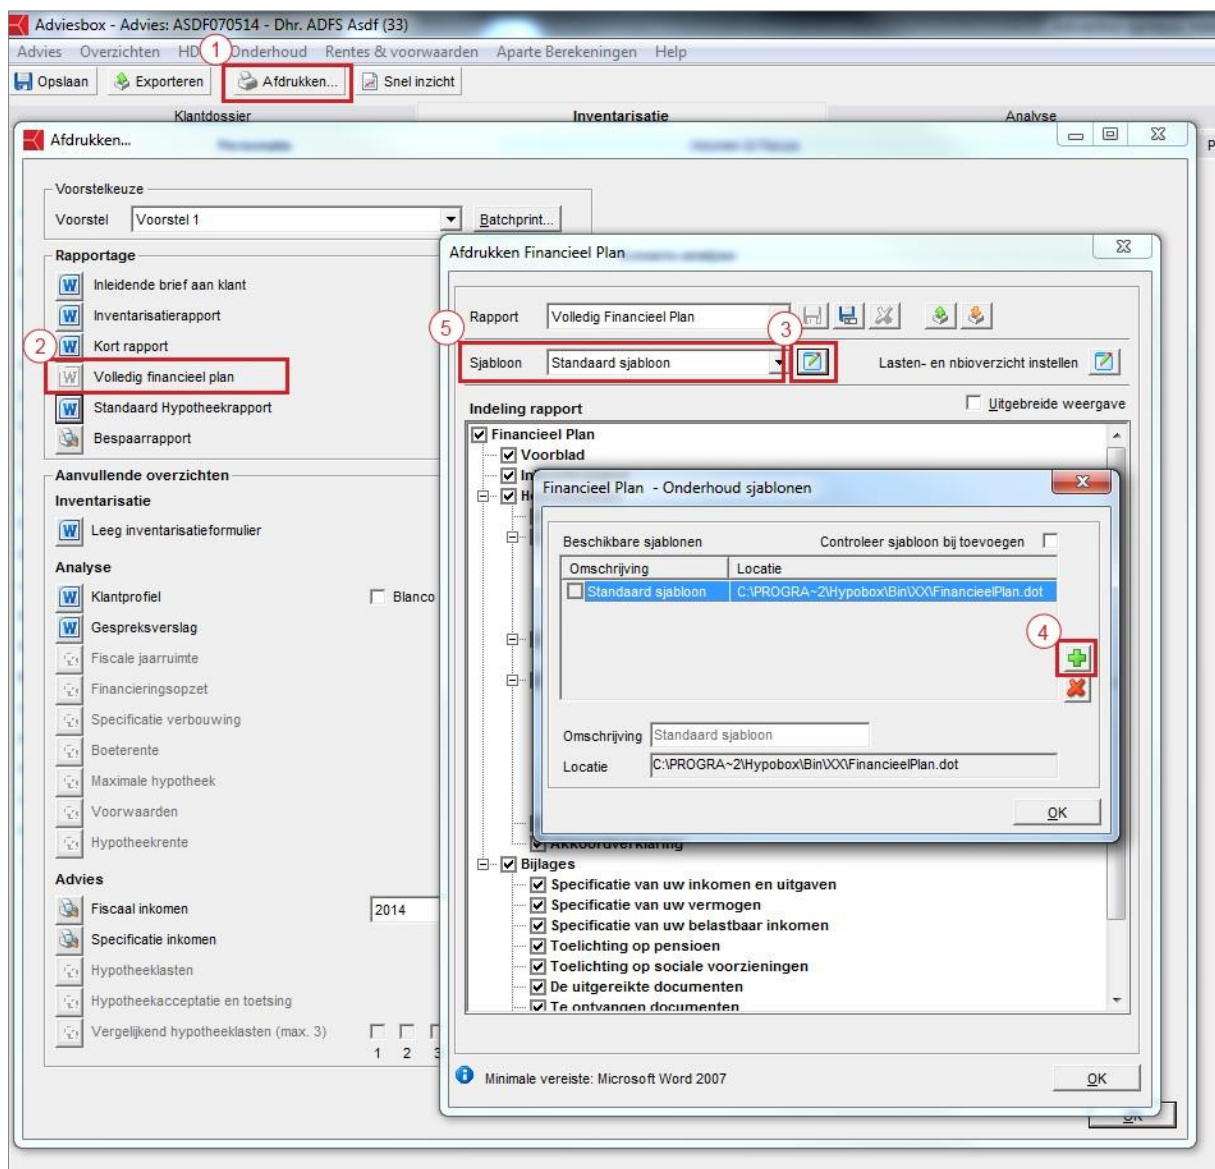 Adviesbox - Advies: ASDF070514 - Dhr. ADFS Asdf (33)
Advies Overzichten HD Onderhoud Rentes & voorwaarden Aparte Berekeningen Help
1
Opslaan Exporteren Afdrukken... Snel inzicht
Klantdossier Inventarisatie Analyse
Afdrukken...
P
Voorstelkeuze
Voorstel Voorstel 1 Batchprint...
Rapportage
Inleidende brief aan klant
Inventarisatierapport
2
Kort rapport
Volledig financieel plan
Standaard Hypotheekrapport
Bespaarrapport
Aanvullende overzichten
Inventarisatie
Leeg inventarisatieformulier
Analyse
Klantprofiel Blanco
Gespreksverslag
Fiscale jaarruimte
Financieringsopzet
Specificatie verbouwing
Boeterente
Maximale hypotheek
Voorwaarden
Hypotheekrente
Advies
Fiscaal inkomen 2014
Specificatie inkomen
Hypotheeklasten
Hypotheekacceptatie en toetsing
Vergelijkend hypotheeklasten (max. 3)
1 2 3
Afdrukken Financieel Plan
5 Rapport Volledig Financieel Plan 3
Sjabloon Standaard sjabloon Lasten- en nbioverzicht instellen
Indeling rapport Uitgebreide weergave
Financieel Plan
Voorblad
In
H
Financieel Plan - Onderhoud sjablonen
Beschikbare sjablonen Controleer sjabloon bij toevoegen
Omschrijving Locatie
Standaard sjabloon C:\PROGRA~2\Hypobox\Bin\XX\FinancieelPlan.dot
4
Omschrijving Standaard sjabloon
Locatie C:\PROGRA~2\Hypobox\Bin\XX\FinancieelPlan.dot
OK
Akkoordverklaring
Bijlages
Specificatie van uw inkomen en uitgaven
Specificatie van uw vermogen
Specificatie van uw belastbaar inkomen
Toelichting op pensioen
Toelichting op sociale voorzieningen
De uitgereikte documenten
Te ontvangen documenten
Minimale vereiste: Microsoft Word 2007 OK
OK